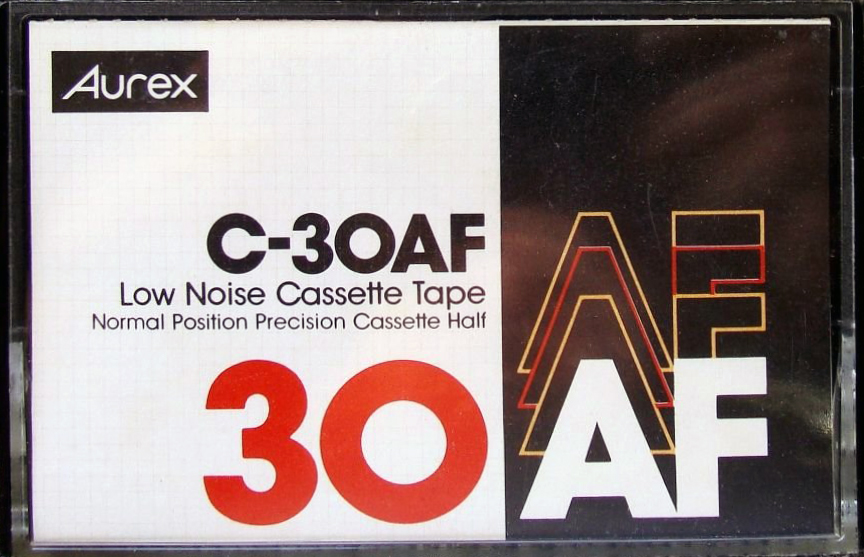 Aurex
C-30AF
Low Noise Cassette Tape
Normal Position Precision Cassette Half
30
AF